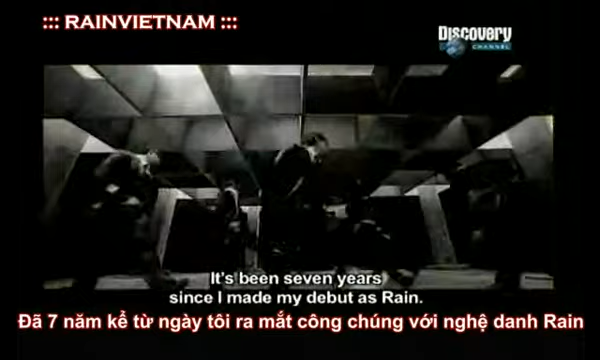 ::: RAINVIETNAM :::
Discovery
CHANNEL
It's been seven years
since I made my debut as Rain.
Đã 7 năm kể từ ngày tôi ra mắt công chúng với nghệ danh Rain